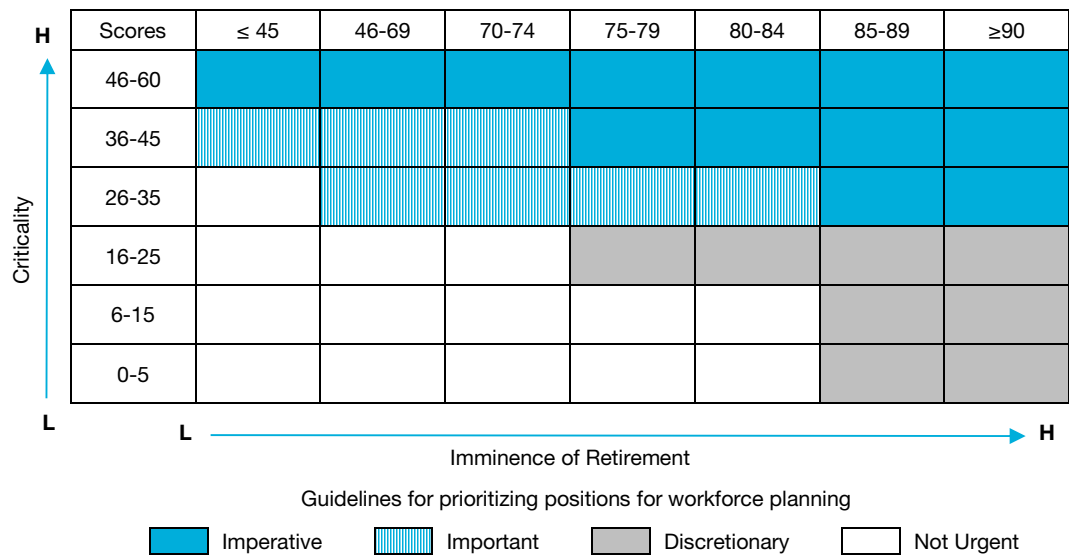 H
Scores ≤ 45 46-69 70-74 75-79 80-84 85-89 ≥90
46-60
36-45
26-35
16-25
6-15
0-5
Criticality
L
L H
Imminence of Retirement
Guidelines for prioritizing positions for workforce planning
Imperative Important Discretionary Not Urgent